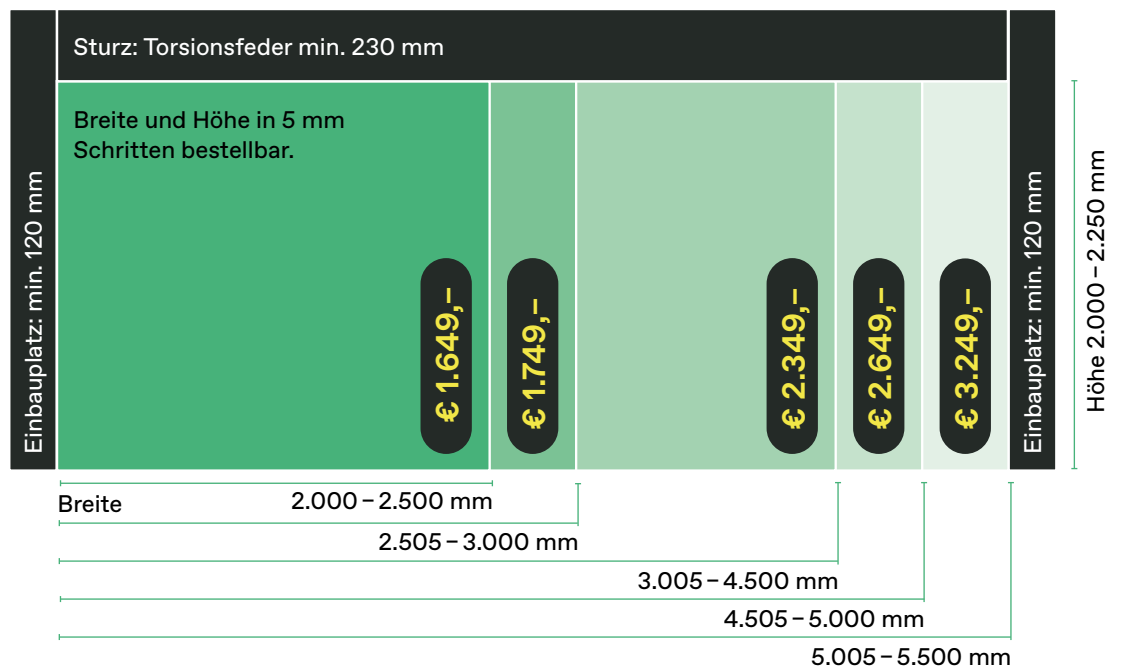 Sturz: Torsionsfeder min. 230 mm
Breite und Höhe in 5 mm
Schritten bestellbar.
Einbauplatz: min. 120 mm
€ 1.649,–
€ 1.749,–
€ 2.349,–
€ 2.649,–
€ 3.249,–
Einbauplatz: min. 120 mm
Höhe 2.000 – 2.250 mm
Breite
2.000 – 2.500 mm
2.505 – 3.000 mm
3.005 – 4.500 mm
4.505 – 5.000 mm
5.005 – 5.500 mm